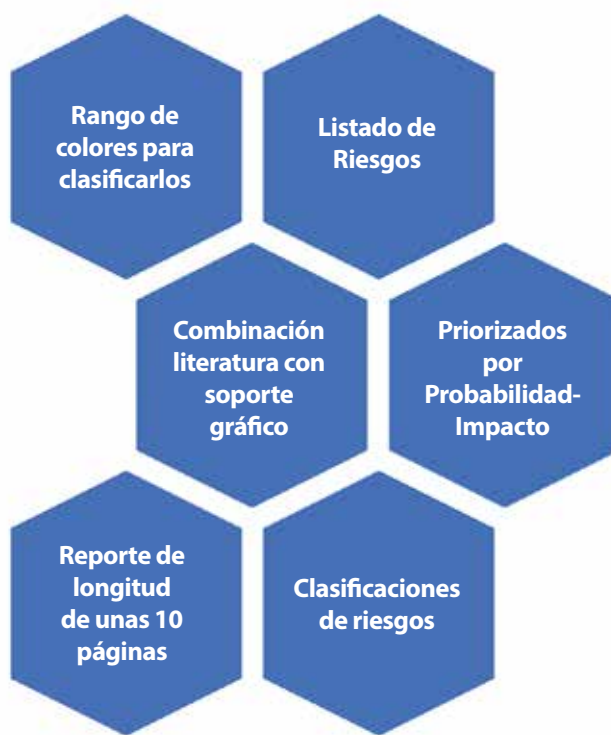 Rango de
colores para
clasificarlos
Listado de
Riesgos
Combinación
literatura con
soporte
gráfico
Priorizados
por
Probabilidad-
Impacto
Reporte de
longitud
de unas 10
páginas
Clasificaciones
de riesgos